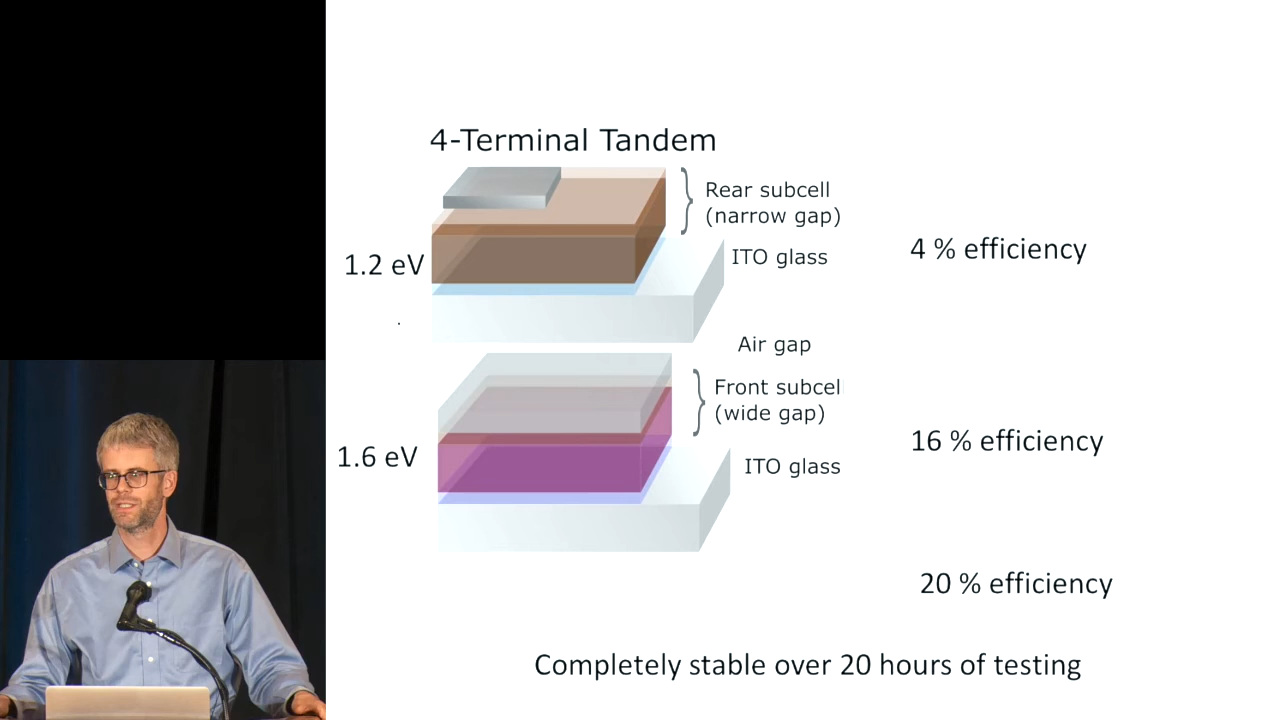 4-Terminal Tandem
Rear subcell
(narrow gap)
ITO glass
1.2 eV
4 % efficiency
Air gap
Front subcel
(wide gap)
1.6 eV
ITO glass
16 % efficiency
20 % efficiency
Completely stable over 20 hours of testing